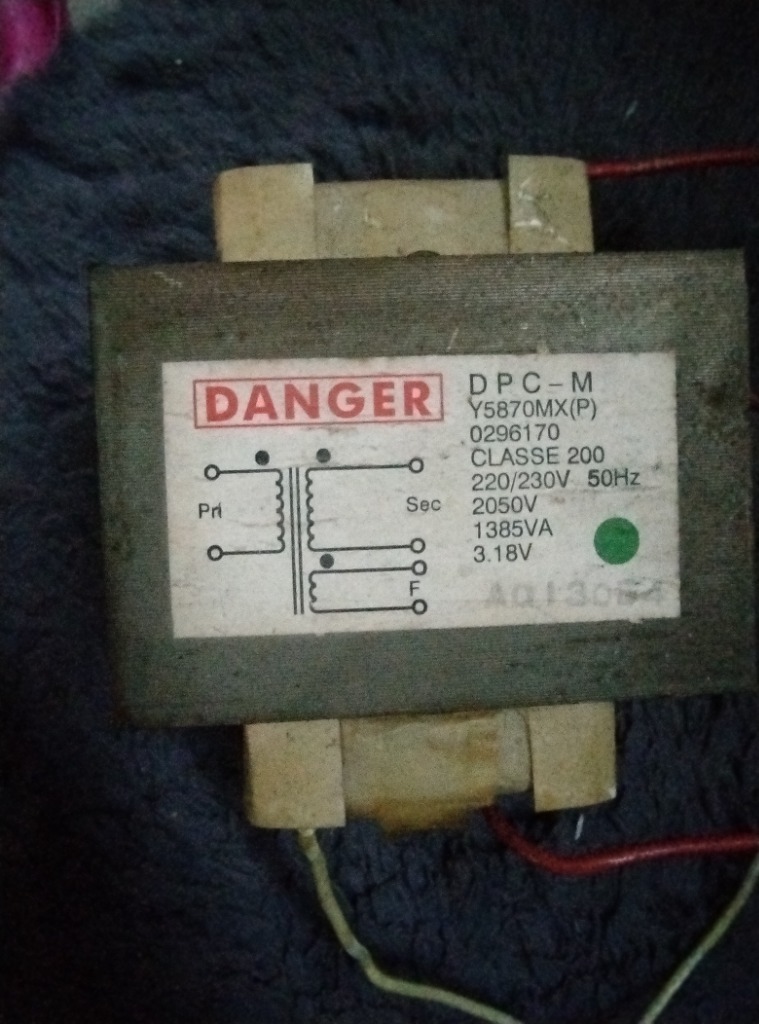 DANGER
DPC-M
Y5870MX(P)
0296170
CLASSE 200
220/230V 50Hz
2050V
1385VA
3.18V
Pri
Sec
F